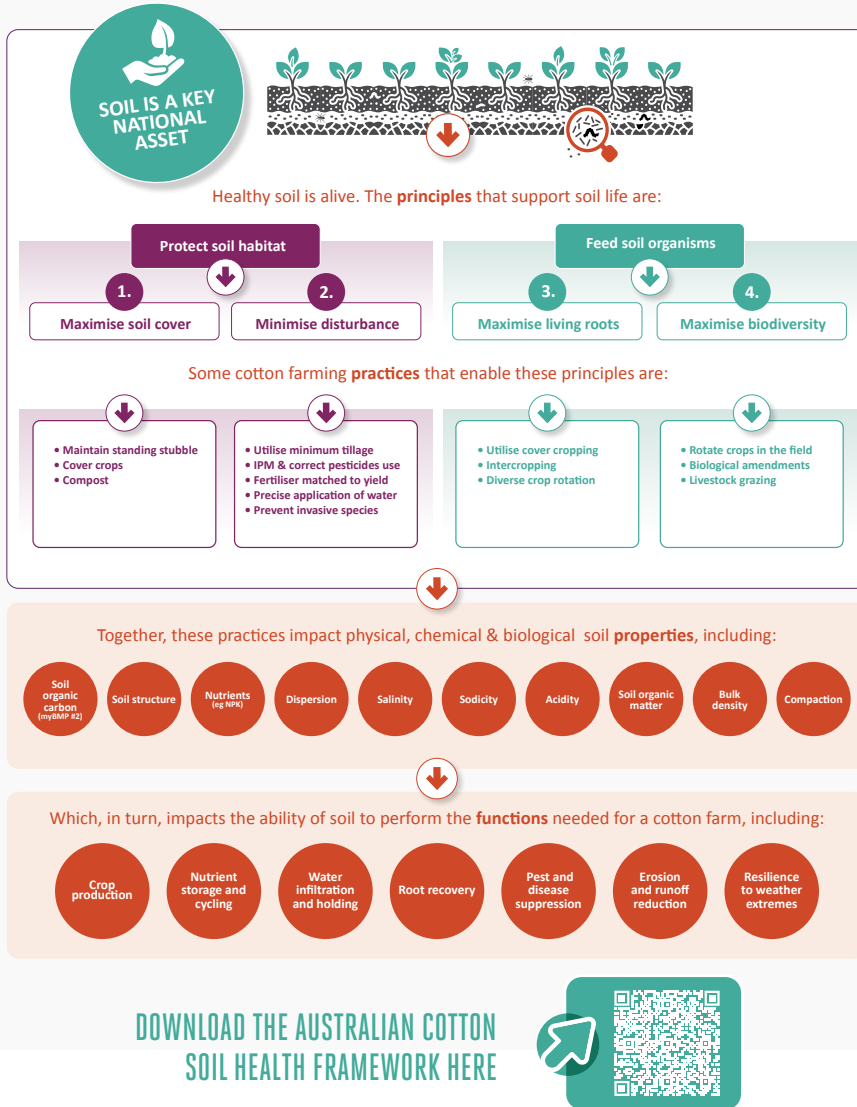 SOIL IS A KEY
NATIONAL
ASSET
Healthy soil is alive. The principles that support soil life are:
Protect soil habitat
1.
Maximise soil cover
2.
Minimise disturbance
Feed soil organisms
3.
Maximise living roots
4.
Maximise biodiversity
Some cotton farming practices that enable these principles are:
• Maintain standing stubble
• Cover crops
• Compost
• Utilise minimum tillage
• IPM & correct pesticides use
• Fertiliser matched to yield
• Precise application of water
• Prevent invasive species
• Utilise cover cropping
• Intercropping
• Diverse crop rotation
• Rotate crops in the field
• Biological amendments
• Livestock grazing
Together, these practices impact physical, chemical & biological soil properties, including:
Soil
organic
carbon
(myBMP #2)
Soil structure
Nutrients
(eg NPK)
Dispersion
Salinity
Sodicity
Acidity
Soil organic
matter
Bulk
density
Compaction
Which, in turn, impacts the ability of soil to perform the functions needed for a cotton farm, including:
Crop
production
Nutrient
storage and
cycling
Water
infiltration
and holding
Root recovery
Pest and
disease
suppression
Erosion
and runoff
reduction
Resilience
to weather
extremes
DOWNLOAD THE AUSTRALIAN COTTON
SOIL HEALTH FRAMEWORK HERE